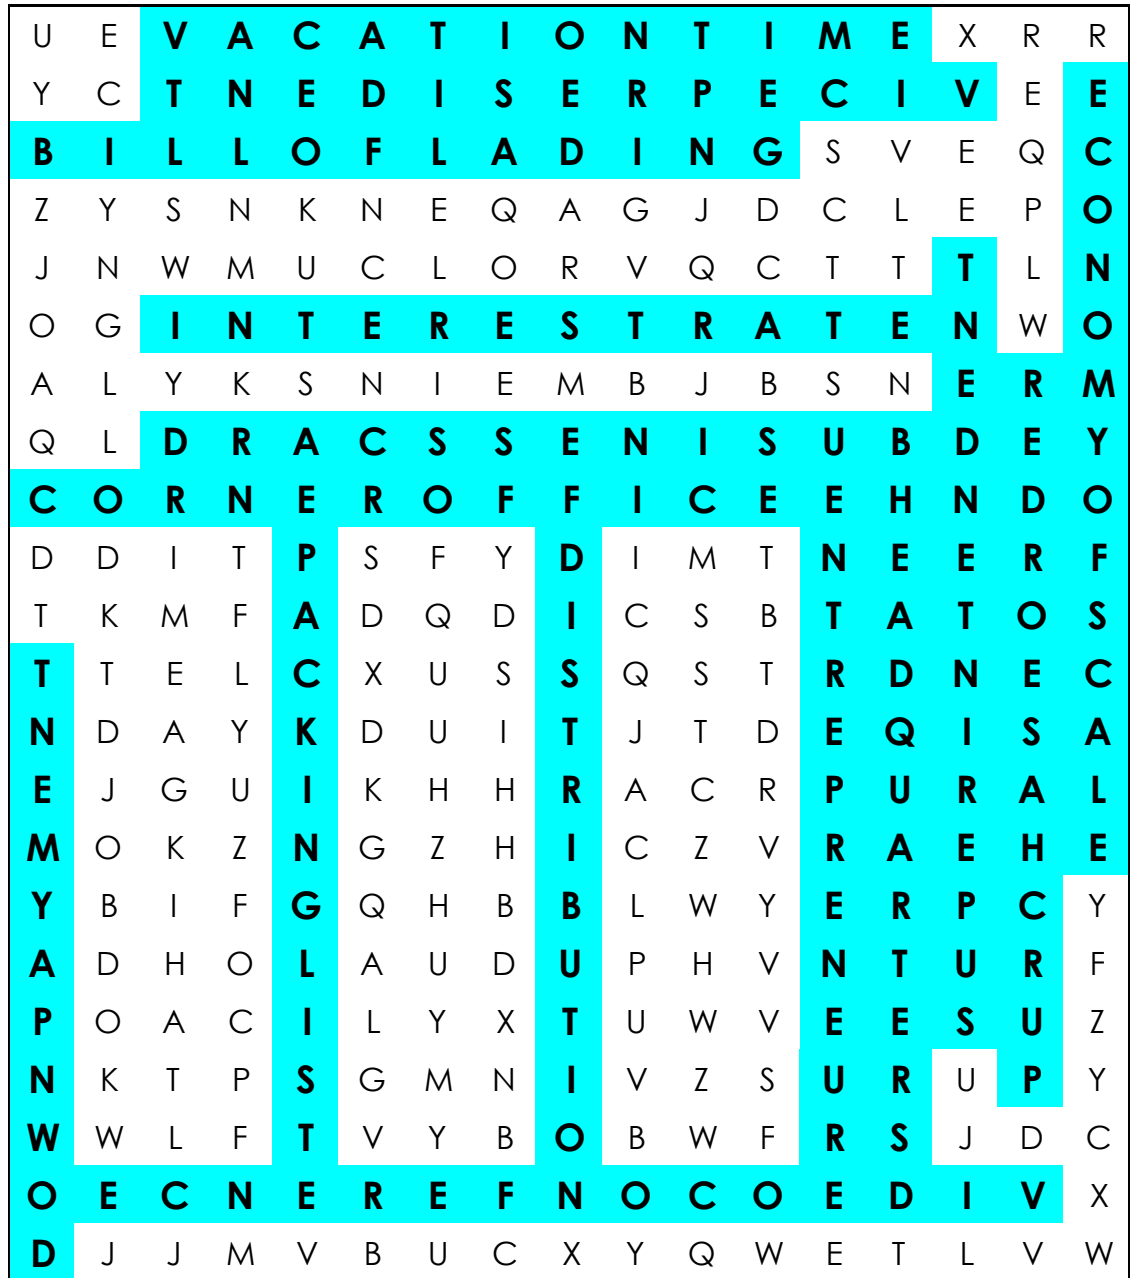 U E V A C A T I O N T I M E X R R
Y C T N E D I S E R P E C I V E E
B I L L O F L A D I N G S V E Q C
Z Y S N K N E Q A G J D C L E P O
J N W M U C L O R V Q C T T T L N
O G I N T E R E S T R A T E N W O
A L Y K S N I E M B J B S N E R M
Q L D R A C S S E N I S U B D E Y
C O R N E R O F F I C E E H N D O
D D I T P S F Y D I M T N E E R F
T K M F A D Q D I C S B T A T O S
T T E L C X U S S Q S T R D N E C
N D A Y K D U I T J T D E Q I S A
E J G U I K H H R A C R P U R A L
M O K Z N G Z H I C Z V R A E H E
Y B I F G Q H B B L W Y E R P C Y
A D H O L A U D U P H V N T U R F
P O A C I L Y X T U W V E E S U Z
N K T P S G M N I V Z S U R U P Y
W W L F T V Y B O B W F R S J D C
O E C N E R E F N O C O E D I V X
D J J M V B U C X Y Q W E T L V W